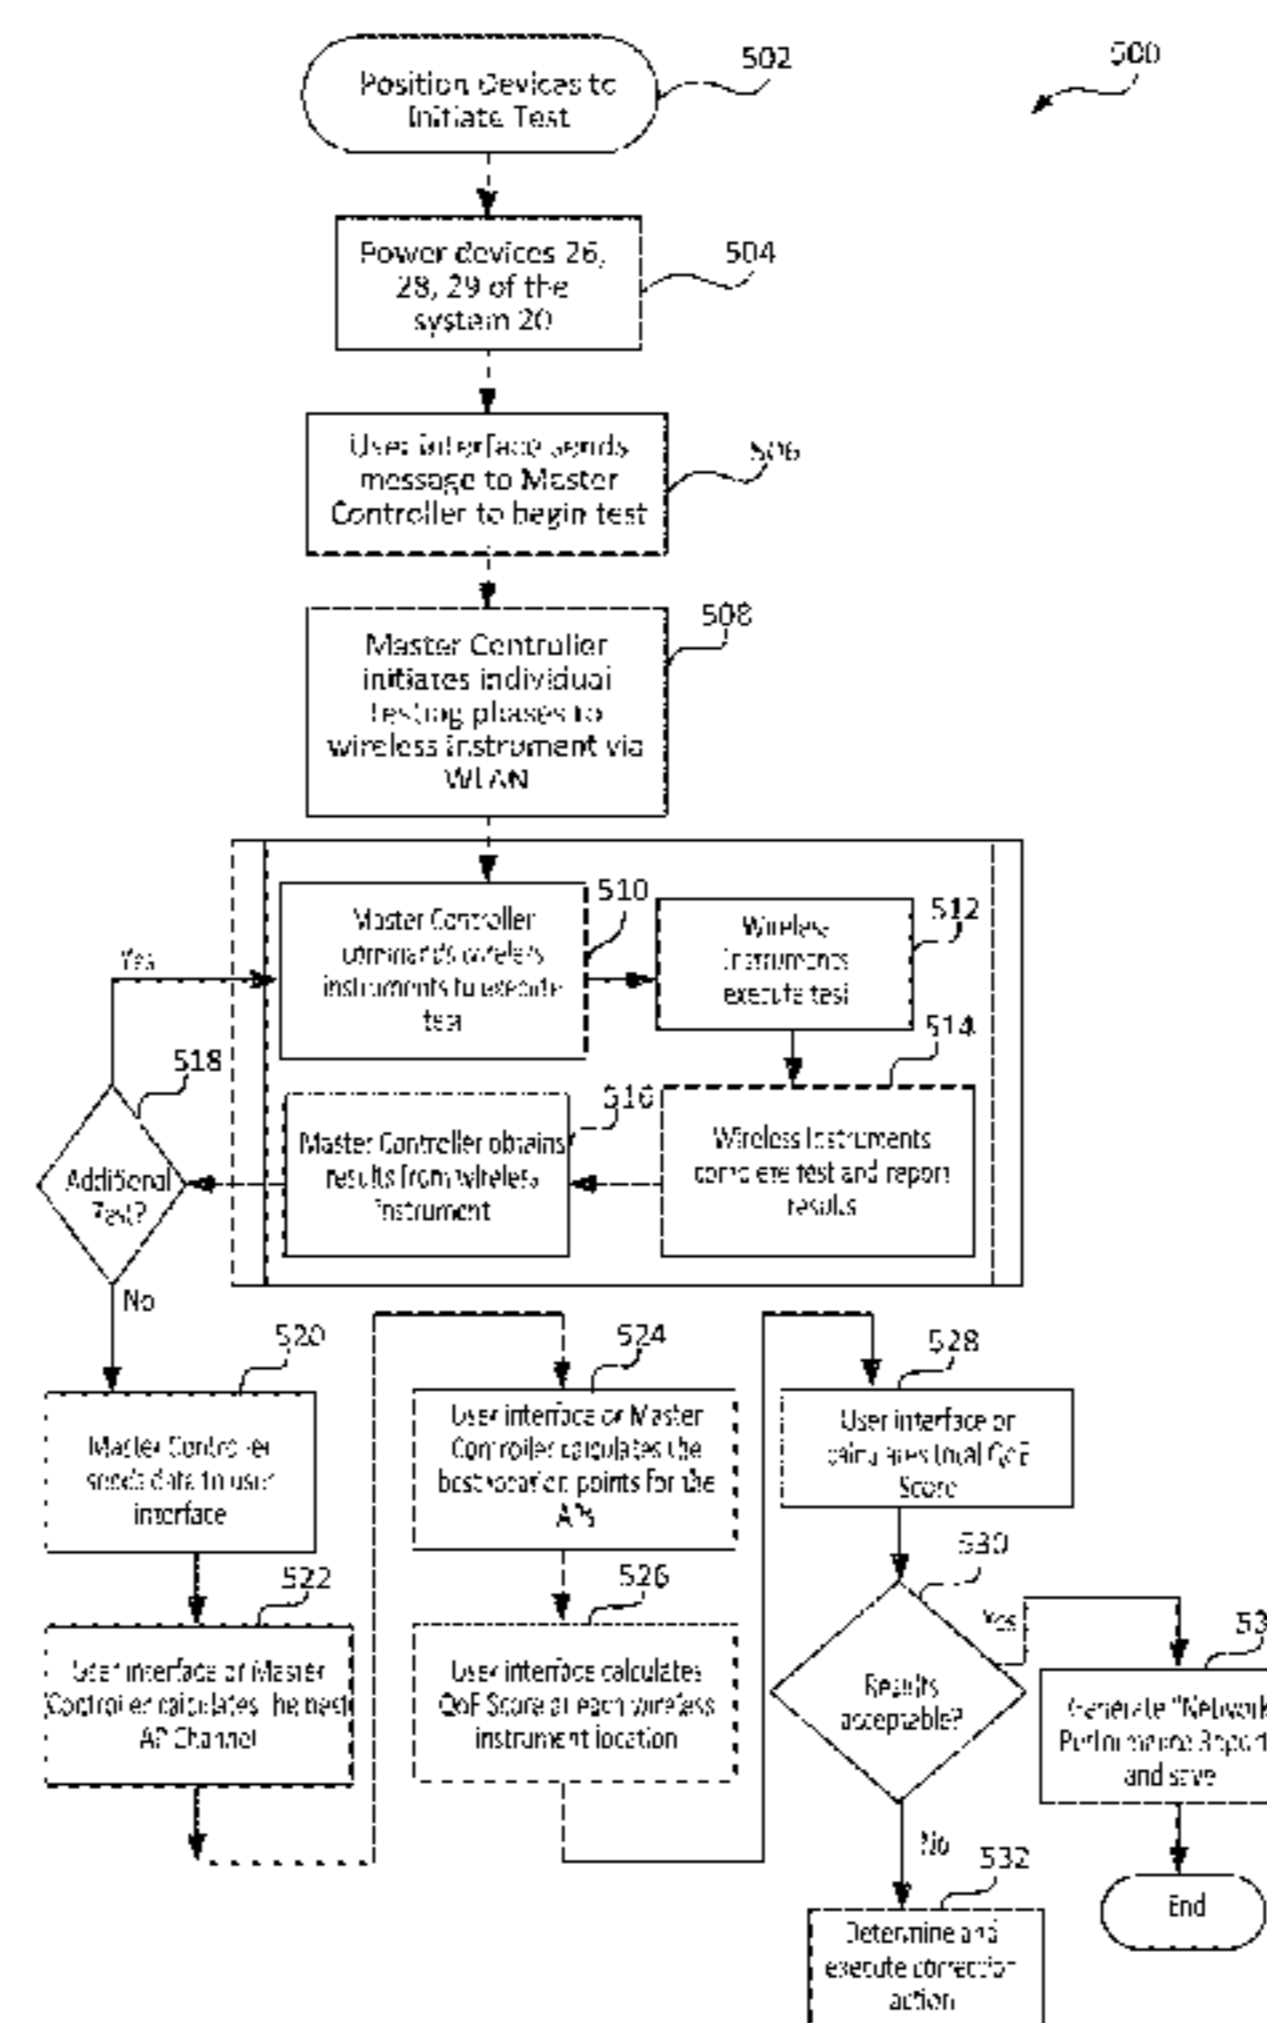 500
502
Position Devices to
Initiate Test
504
Power devices 26,
28, 29 of the
system 20
506
User interface sends
message to Master
Controller to begin test
508
Master Controller
initiates individual
testing phases to
wireless instrument via
WLAN
510
Master Controller
commands wireless
instruments to execute
test
512
Wireless
Instruments
execute test
514
Wireless Instruments
complete test and report
results
516
Master Controller obtains
results from wireless
instrument
518
Additional
Test?
Yes
No
520
Master Controller
sends data to user
interface
522
User interface or Master
Controller calculates the best
AP Channel
524
User interface or Master
Controller calculates the
best location points for the
APs
526
User interface calculates
QoE Score at each wireless
instrument location
528
User interface or
calculates total QoE
Score
530
Results
acceptable?
Yes
No
532
Determine and
execute correction
action
53
Generate "Network
Performance Report
and save
End